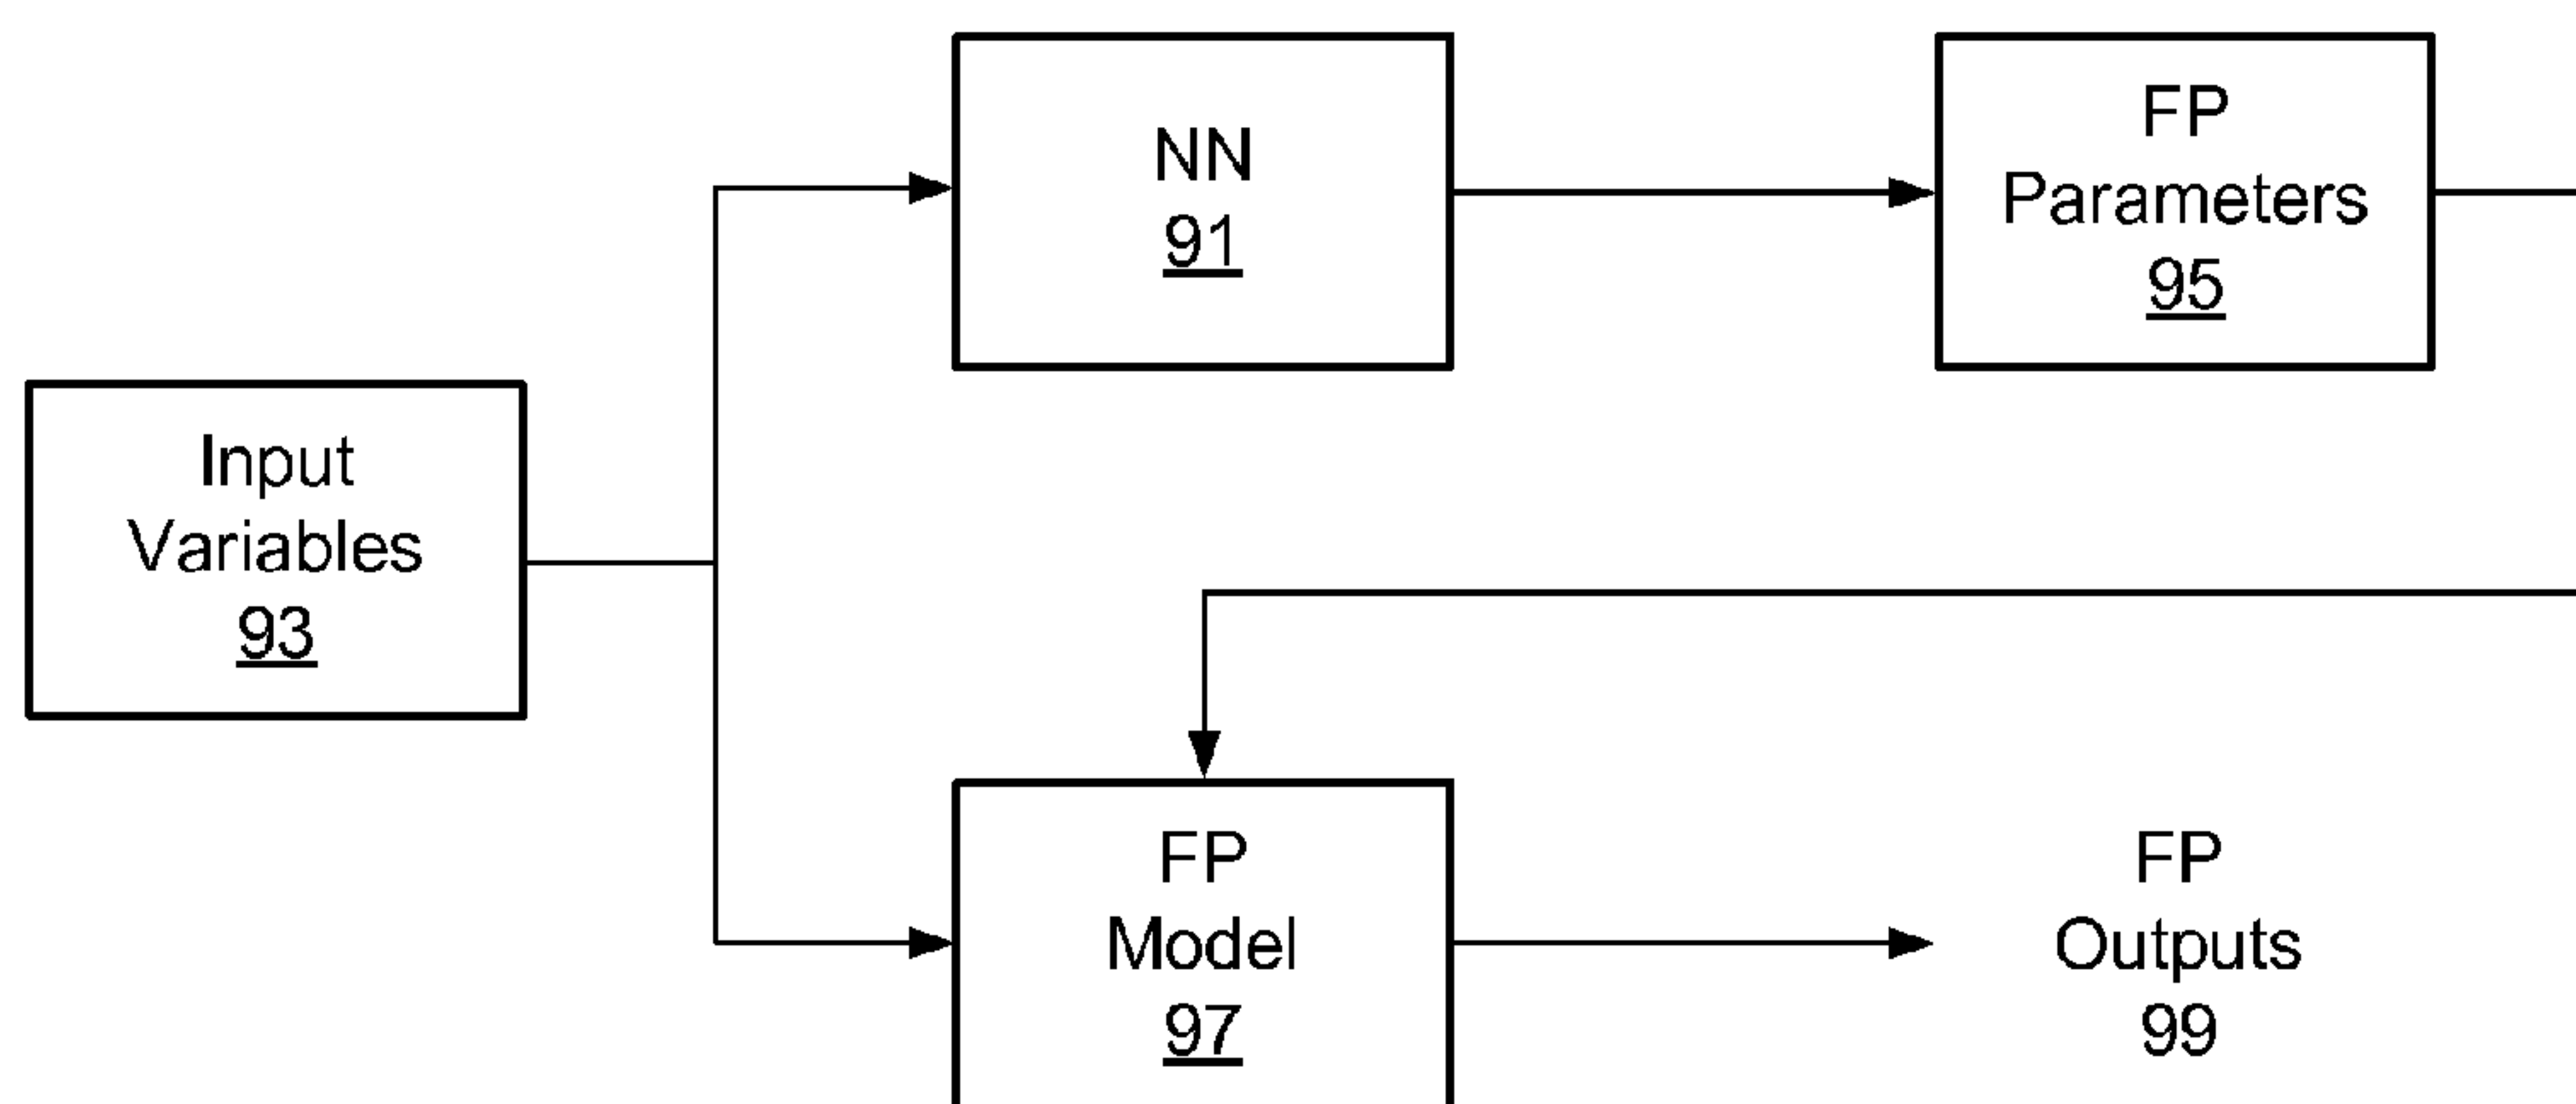 NN
91
FP
Parameters
95
Input
Variables
93
FP
Model
97
FP
Outputs
99